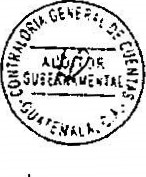 CONTRALORIA GENERAL DE CUENTAS
AUDITOR
GUBERNAMENTAL
GUATEMALA, C.A.